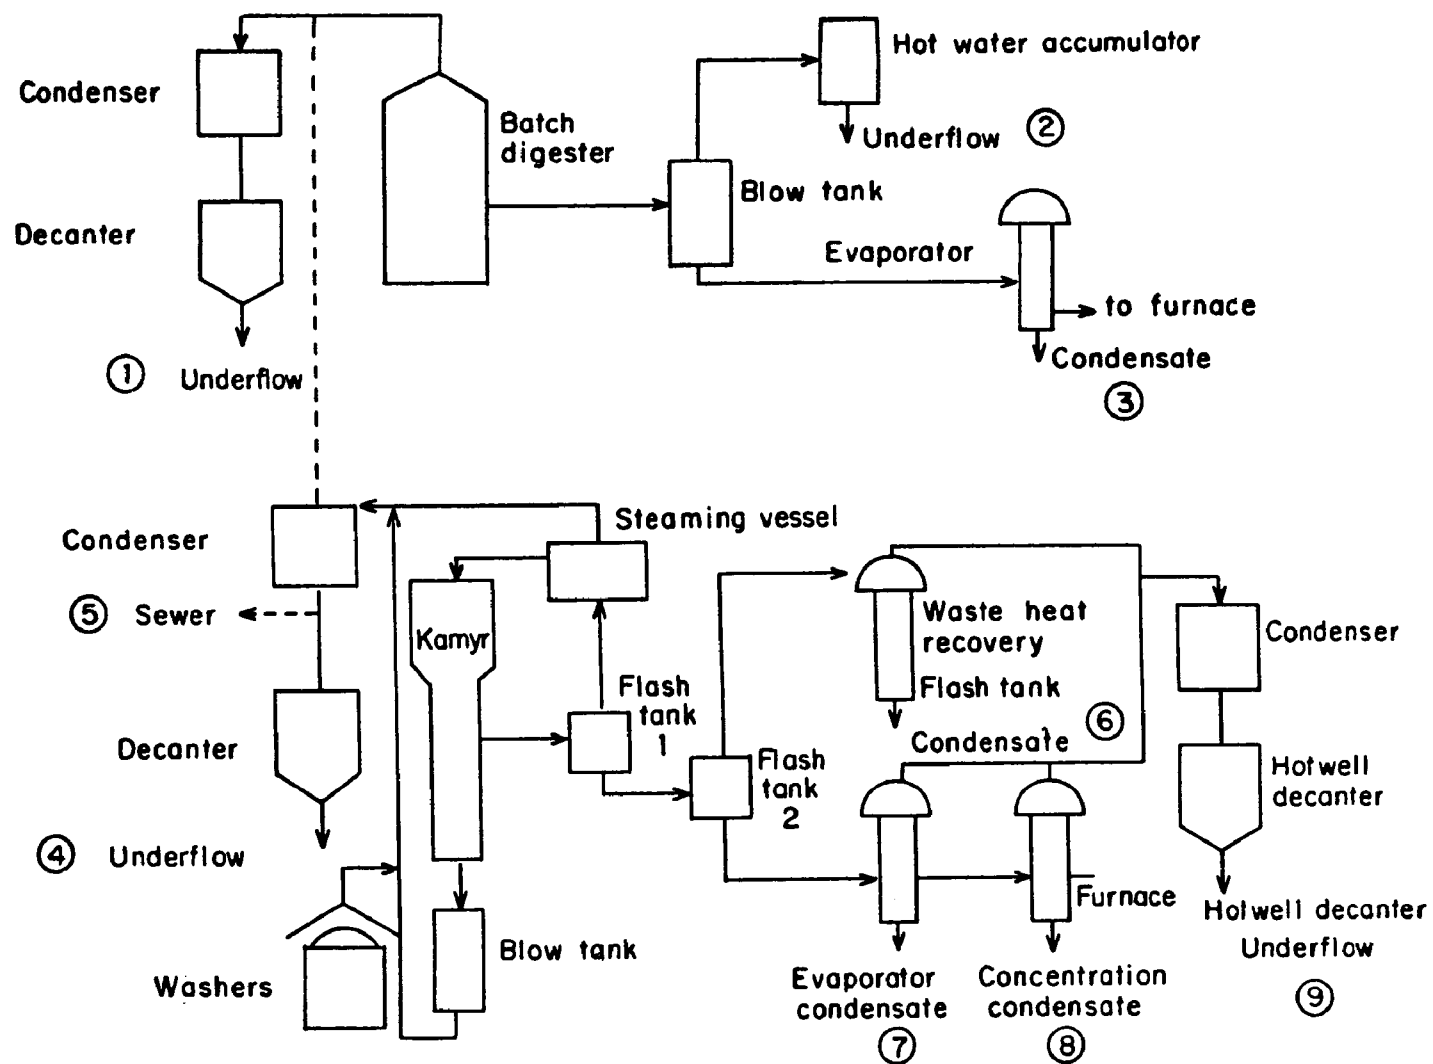 Hot water accumulator
Condenser
Batch
digester
Underflow
2
Blow tank
Decanter
Evaporator
to furnace
Condensate
3
1 Underflow
Steaming vessel
Condenser
5 Sewer
Kamyr
Waste heat
recovery
Condenser
Flash
tank
1
Flash tank
6
Condensate
Decanter
Flash
tank
2
Hotwell
decanter
4 Underflow
Furnace
Hotwell decanter
Underflow
9
Blow tank
Washers
Evaporator
condensate
7
Concentration
condensate
8